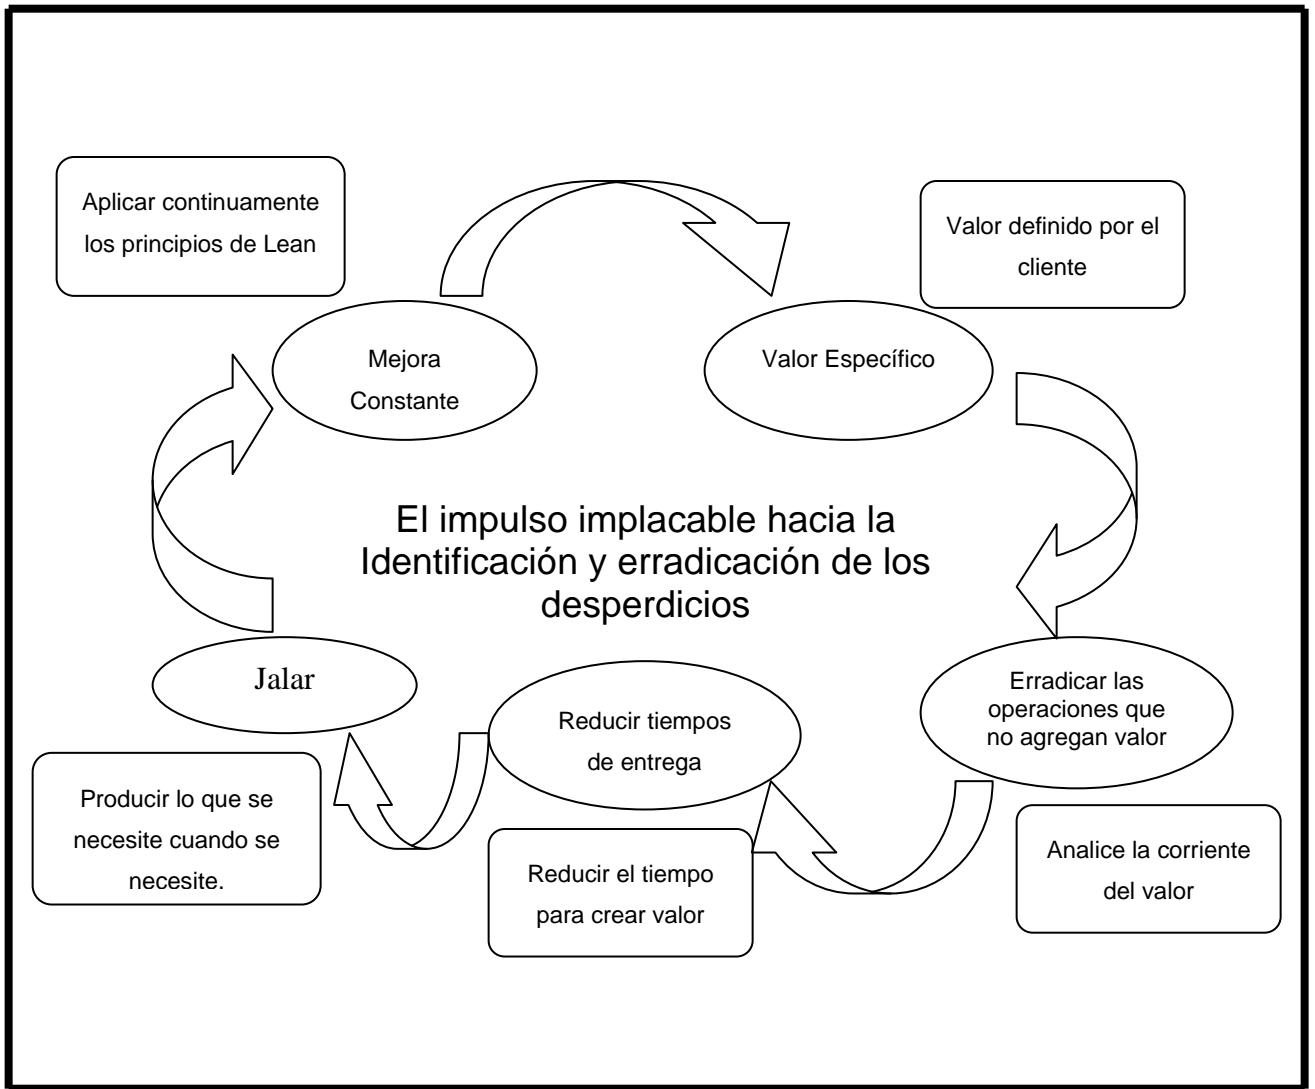 Aplicar continuamente
los principios de Lean
Valor definido por el
cliente
Mejora
Constante
Valor Específico
El impulso implacable hacia la
Identificación y erradicación de los
desperdicios
Jalar
Reducir tiempos
de entrega
Erradicar las
operaciones que
no agregan valor
Producir lo que se
necesite cuando se
necesite.
Reducir el tiempo
para crear valor
Analice la corriente
del valor